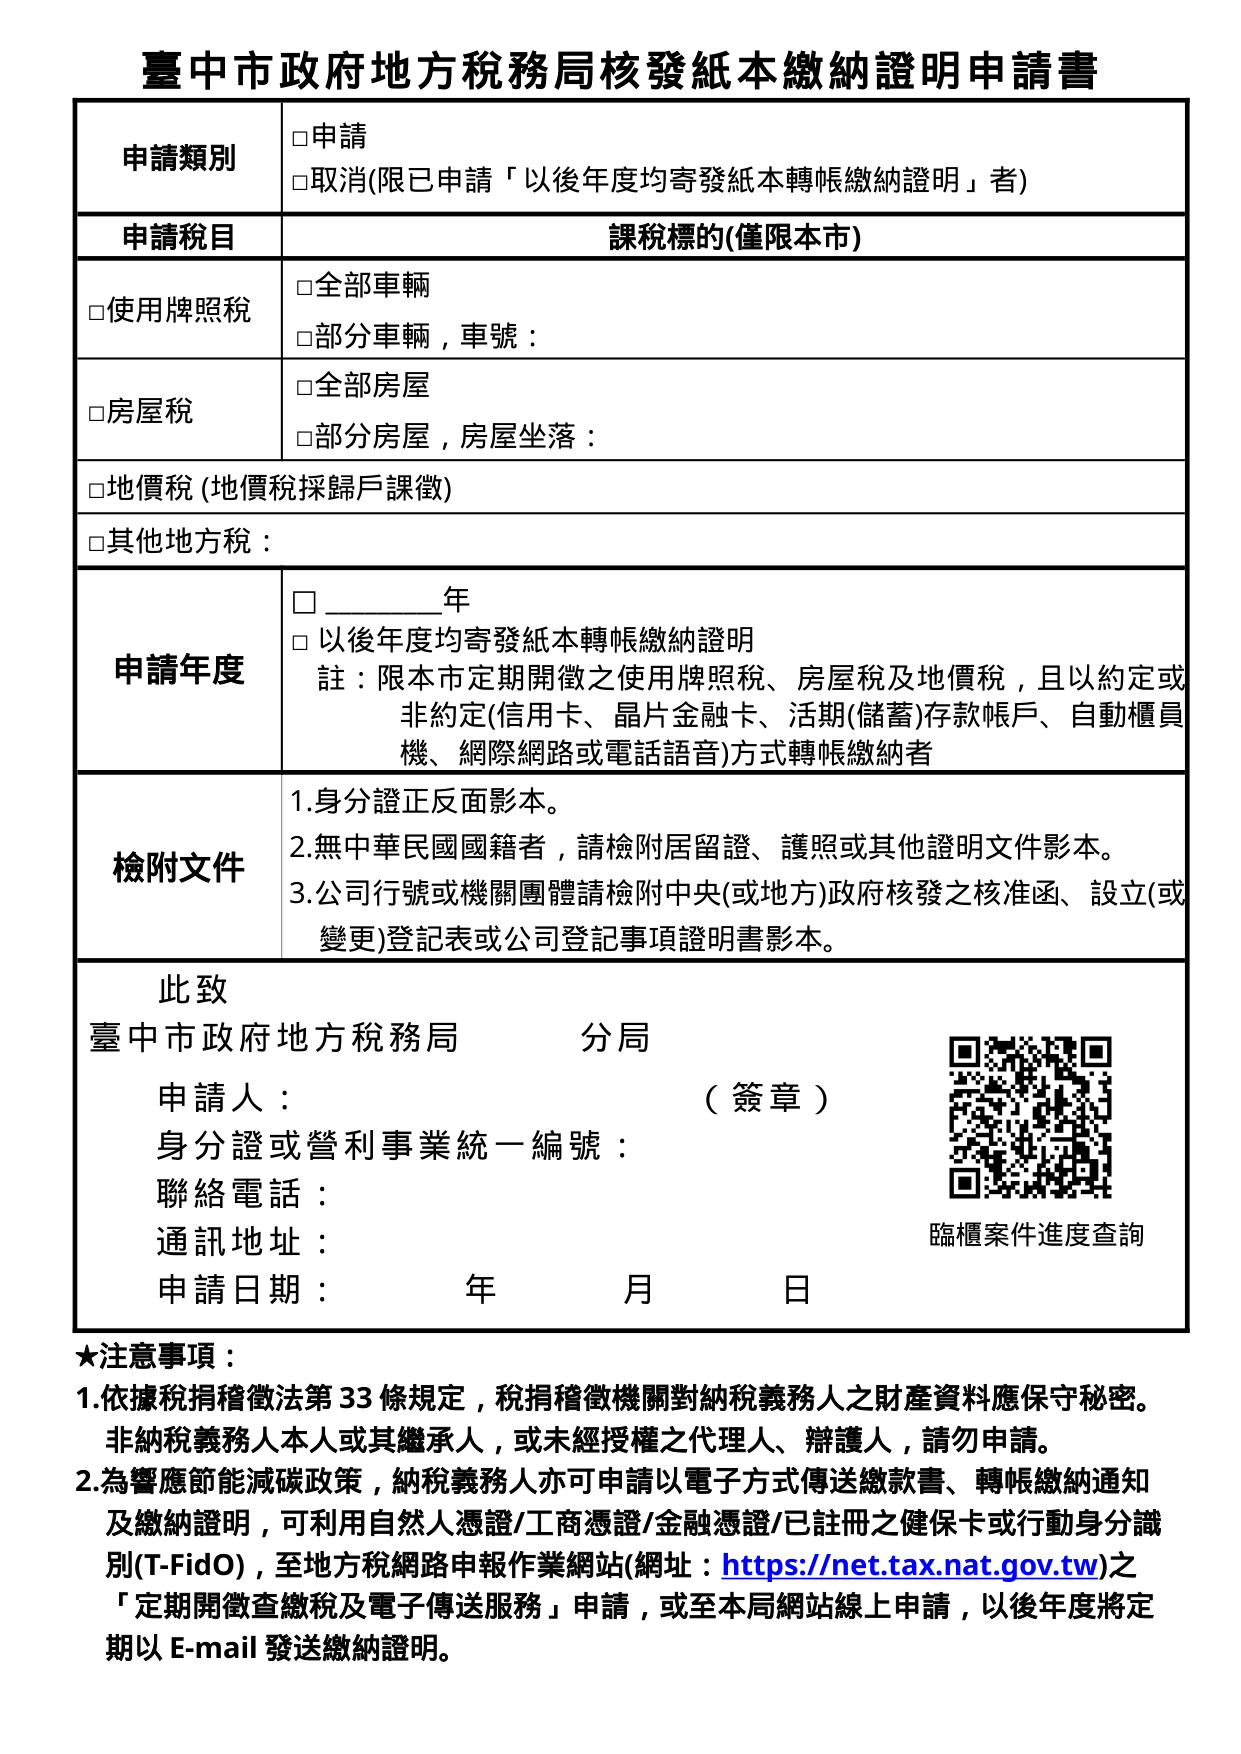 臺中市政府地方稅務局核發紙本繳納證明申請書
申請類別
□申請
□取消(限已申請「以後年度均寄發紙本轉帳繳納證明」者)
申請稅目
課稅標的(僅限本市)
□使用牌照稅
□全部車輛
□部分車輛，車號：
□房屋稅
□全部房屋
□部分房屋，房屋坐落：
□地價稅 (地價稅採歸戶課徵)
□其他地方稅：
申請年度
□ ________年
□ 以後年度均寄發紙本轉帳繳納證明
註：限本市定期開徵之使用牌照稅、房屋稅及地價稅，且以約定或
非約定(信用卡、晶片金融卡、活期(儲蓄)存款帳戶、自動櫃員
機、網際網路或電話語音)方式轉帳繳納者
檢附文件
1.身分證正反面影本。
2.無中華民國國籍者，請檢附居留證、護照或其他證明文件影本。
3.公司行號或機關團體請檢附中央(或地方)政府核發之核准函、設立(或
變更)登記表或公司登記事項證明書影本。
此致
臺中市政府地方稅務局　　　分局
申請人：　　　　　　　　　　　（簽章）
身分證或營利事業統一編號：
聯絡電話：
通訊地址：
申請日期：　　　年　　　月　　　日
臨櫃案件進度查詢
★注意事項：
1.依據稅捐稽徵法第 33 條規定，稅捐稽徵機關對納稅義務人之財產資料應保守秘密。
非納稅義務人本人或其繼承人，或未經授權之代理人、辯護人，請勿申請。
2.為響應節能減碳政策，納稅義務人亦可申請以電子方式傳送繳款書、轉帳繳納通知
及繳納證明，可利用自然人憑證/工商憑證/金融憑證/已註冊之健保卡或行動身分識
別(T-FidO)，至地方稅網路申報作業網站(網址：https://net.tax.nat.gov.tw)之
「定期開徵查繳稅及電子傳送服務」申請，或至本局網站線上申請，以後年度將定
期以 E-mail 發送繳納證明。